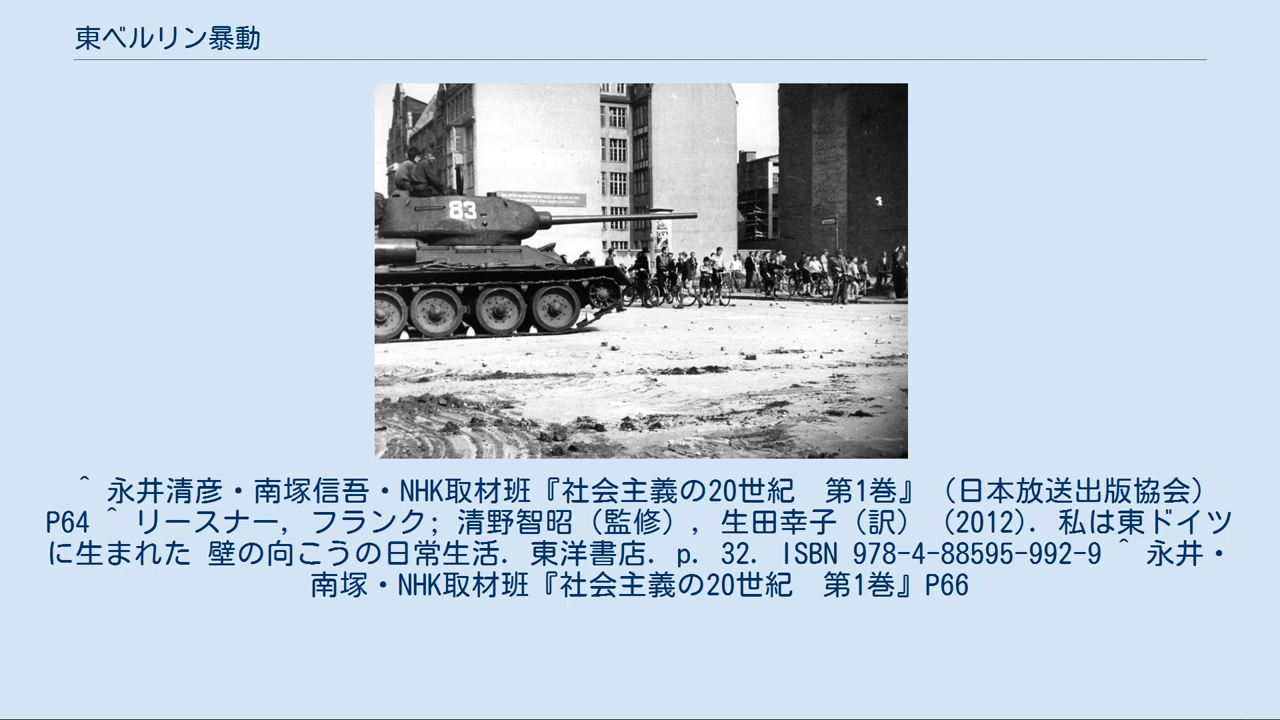 東ベルリン暴動
83
＾ 永井清彦・南塚信吾・NHK取材班『社会主義の20世紀　第1巻』（日本放送出版協会）
P64 ＾ リースナー, フランク; 清野智昭（監修）, 生田幸子（訳）（2012). 私は東ドイツ
に生まれた 壁の向こうの日常生活. 東洋書店. p. 32. ISBN 978-4-88595-992-9 ＾ 永井・
南塚・NHK取材班『社会主義の20世紀　第1巻』P66